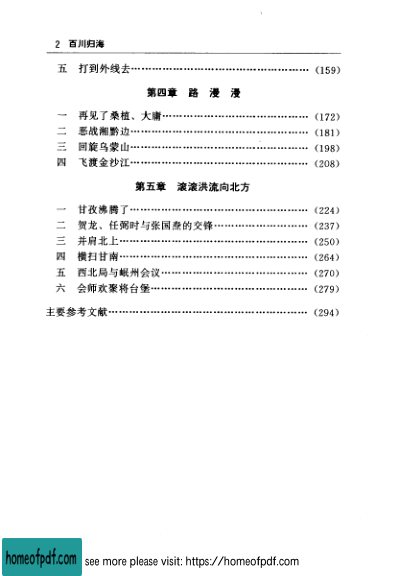 2 百川归海
五 打到外线去……………………………………………(159)
第四章 路漫漫
一 再见了桑植、大庸……………………………………(172)
二 恶战湘黔边……………………………………………(181)
三 回旋乌蒙山……………………………………………(198)
四 飞渡金沙江……………………………………………(208)
第五章 滚滚洪流向北方
一 甘孜沸腾了……………………………………………(224)
二 贺龙、任弼时与张国焘的交锋………………………(237)
三 并肩北上………………………………………………(250)
四 横扫甘南………………………………………………(264)
五 西北局与岷州会议……………………………………(270)
六 会师欢聚将台堡………………………………………(279)
主要参考文献………………………………………………(294)
homeofpdf.com see more please visit: https://homeofpdf.com